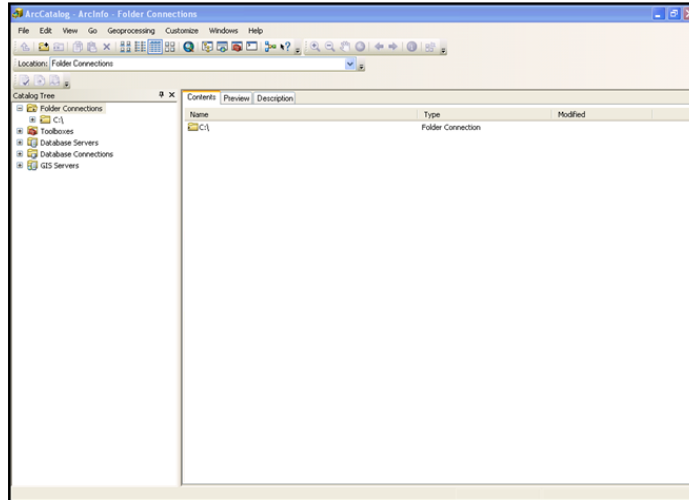 ArcCatalog - ArcInfo - Folder Connections
File Edit View Go Geoprocessing Customize Windows Help
Location: Folder Connections
Catalog Tree
Folder Connections
C:\
Toolboxes
Database Servers
Database Connections
GIS Servers
Contents Preview Description
Name Type Modified
C:\ Folder Connection